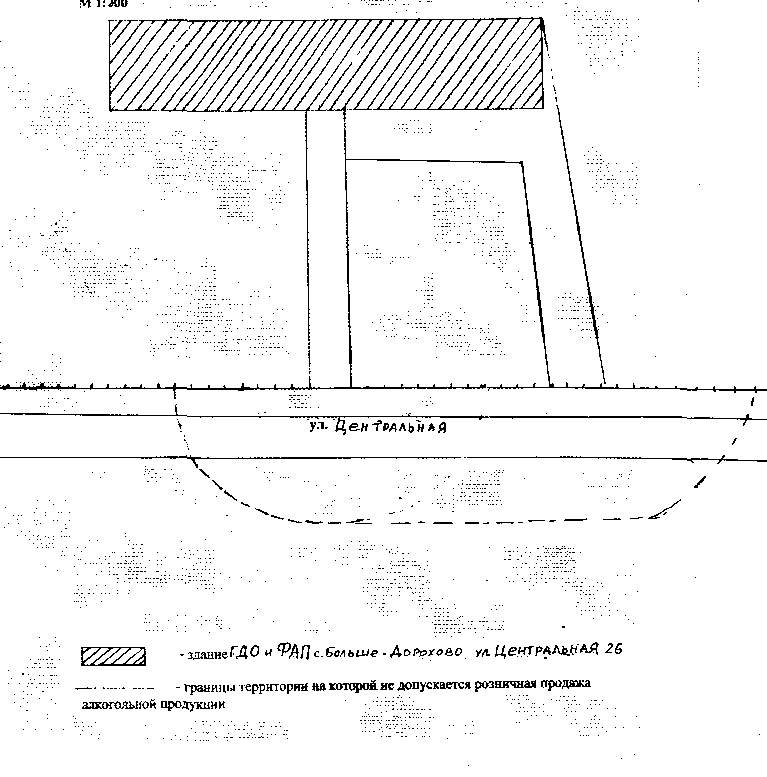 М 1:200
ул. Центральная
- здание ГДО и ФАП с. Больше - Дорохово ул Центральная 26
- границы территории на которой не допускается розничная продажа
алкогольной продукции